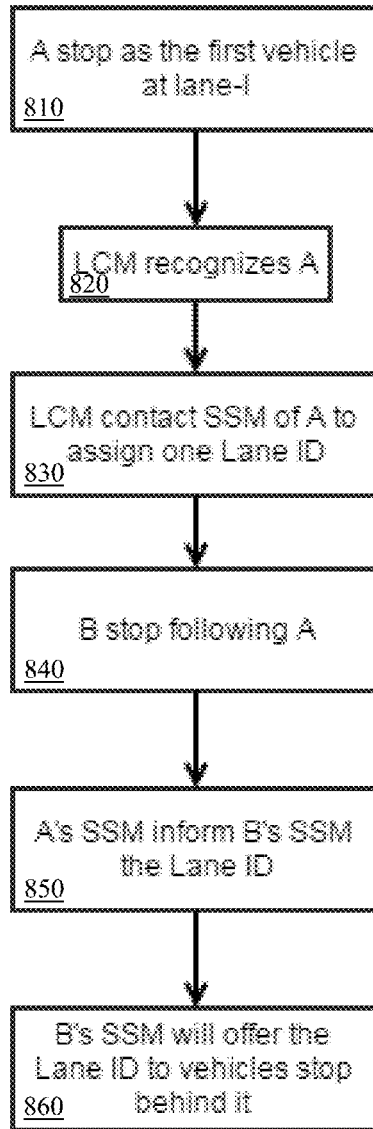 A stop as the first vehicle
at lane-I
810
LCM recognizes A
820
LCM contact SSM of A to
assign one Lane ID
830
B stop following A
840
A's SSM inform B's SSM
the Lane ID
850
B's SSM will offer the
Lane ID to vehicles stop
behind it
860